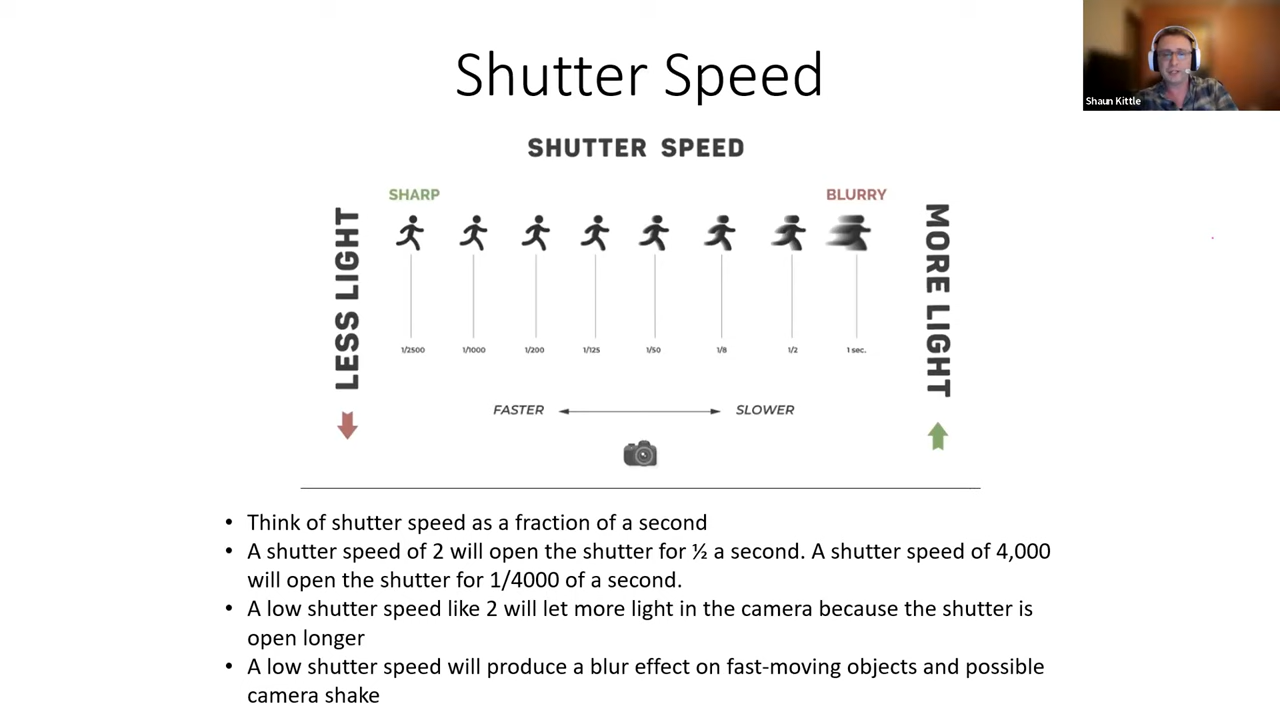 Shutter Speed
Shaun Kittle
SHUTTER SPEED
SHARP
BLURRY
LESS LIGHT
MORE LIGHT
1/2500 1/1000 1/200 1/125 1/50 1/8 1/2 1 sec.
FASTER SLOWER
• Think of shutter speed as a fraction of a second
• A shutter speed of 2 will open the shutter for ½ a second. A shutter speed of 4,000
will open the shutter for 1/4000 of a second.
• A low shutter speed like 2 will let more light in the camera because the shutter is
open longer
• A low shutter speed will produce a blur effect on fast-moving objects and possible
camera shake